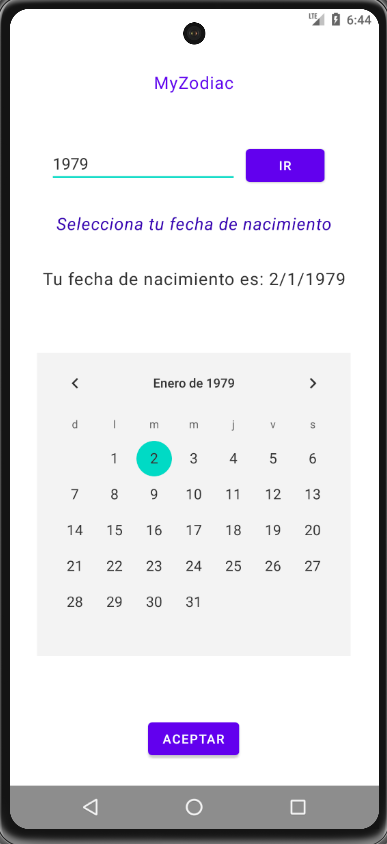 LTE 6:44
MyZodiac
1979 IR
Selecciona tu fecha de nacimiento
Tu fecha de nacimiento es: 2/1/1979
Enero de 1979
d l m m j v s
1 2 3 4 5 6
7 8 9 10 11 12 13
14 15 16 17 18 19 20
21 22 23 24 25 26 27
28 29 30 31
ACEPTAR